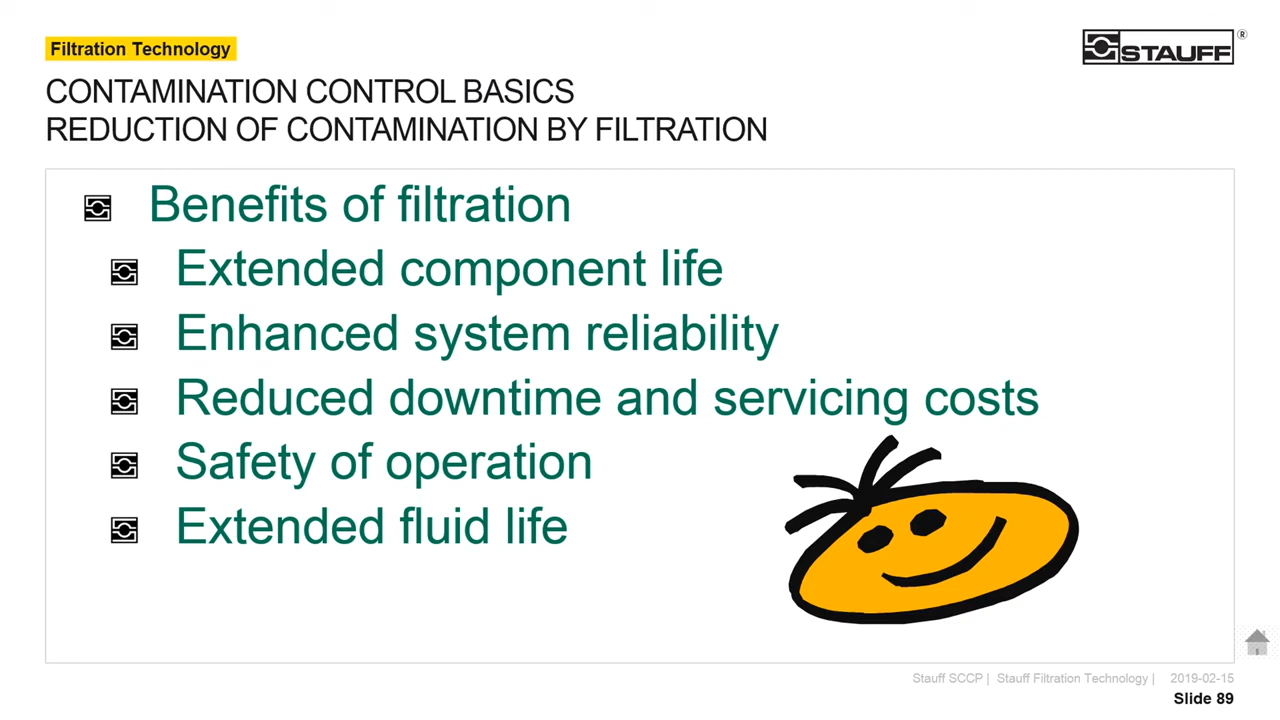 Filtration Technology
STAUFF®
CONTAMINATION CONTROL BASICS
REDUCTION OF CONTAMINATION BY FILTRATION
Benefits of filtration
Extended component life
Enhanced system reliability
Reduced downtime and servicing costs
Safety of operation
Extended fluid life
Stauff SCCP | Stauff Filtration Technology | 2019-02-15
Slide 89